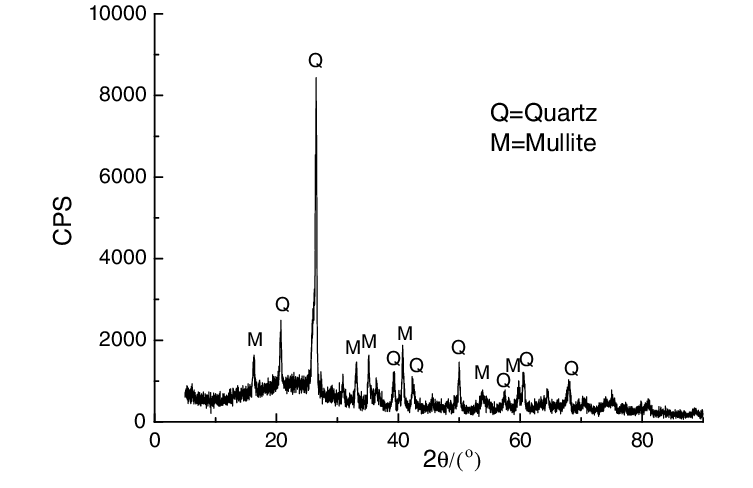 10000
8000
6000
4000
2000
0
CPS
Q
Q=Quartz
M=Mullite
M
Q
M
M
Q
M
Q
Q
M
Q
M
Q
Q
0
20
40
60
80
2θ/(°)